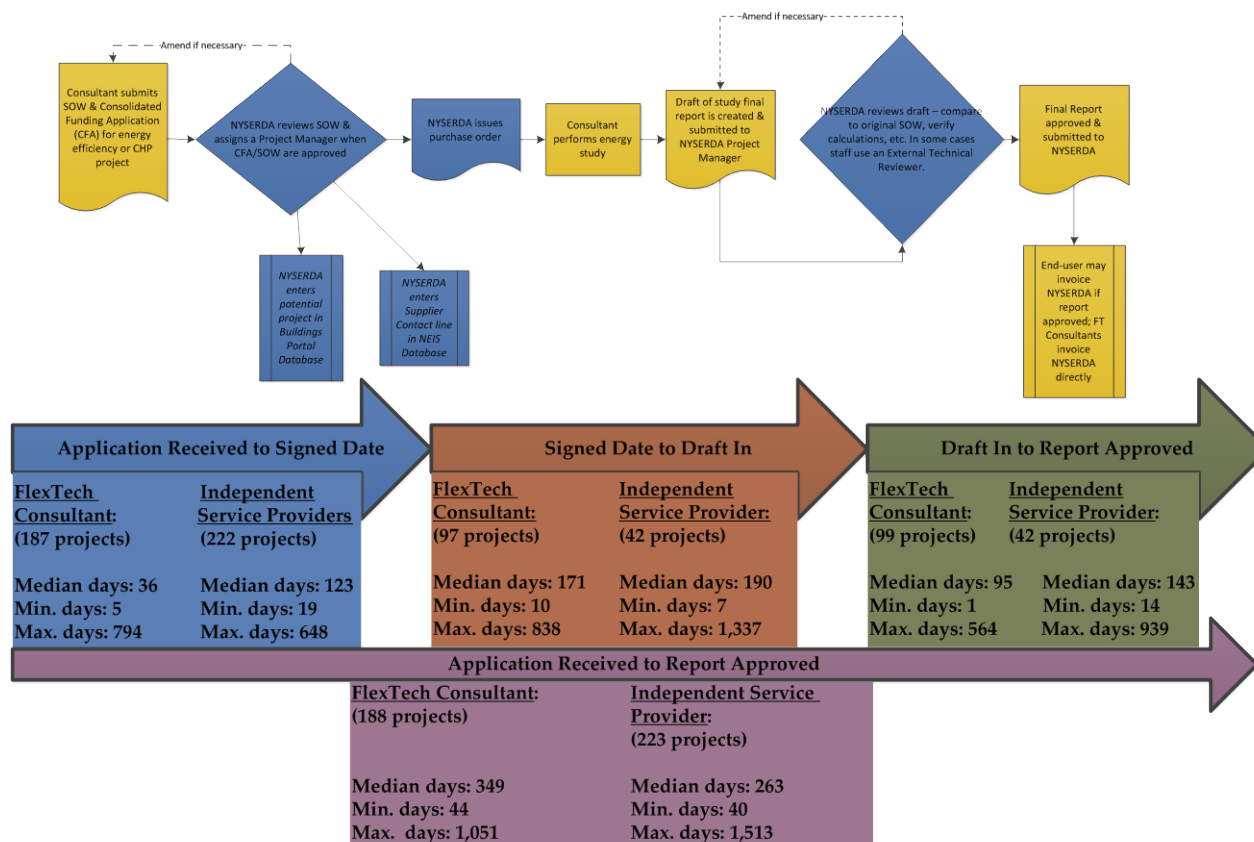 Amend if necessary
Consultant submits
SOW & Consolidated
Funding Application
(CFA) for energy
efficiency or CHP
project
NYSERDA reviews SOW &
assigns a Project Manager when
CFA/SOW are approved
NYSERDA issues
purchase order
Consultant
performs energy
study
Amend if necessary
Draft of study final
report is created &
submitted to
NYSERDA Project
Manager
NYSERDA reviews draft – compare
to original SOW, verify
calculations, etc. In some cases
staff use an External Technical
Reviewer.
Final Report
approved &
submitted to
NYSERDA
NYSERDA
enters
potential
project in
Buildings
Portal
Database
NYSERDA
enters
Supplier
Contact line
in NEIS
Database
End-user may
invoice
NYSERDA if
report
approved; FT
Consultants
invoice
NYSERDA
directly
Application Received to Signed Date
FlexTech
Consultant:
(187 projects)
Median days: 36
Min. days: 5
Max. days: 794
Independent
Service Providers
(222 projects)
Median days: 123
Min. days: 19
Max. days: 648
Signed Date to Draft In
FlexTech
Consultant:
(97 projects)
Median days: 171
Min. days: 10
Max. days: 838
Independent
Service Provider:
(42 projects)
Median days: 190
Min. days: 7
Max. days: 1,337
Draft In to Report Approved
FlexTech
Consultant:
(99 projects)
Median days: 95
Min. days: 1
Max. days: 564
Independent
Service Provider:
(42 projects)
Median days: 143
Min. days: 14
Max. days: 939
Application Received to Report Approved
FlexTech Consultant:
(188 projects)
Median days: 349
Min. days: 44
Max. days: 1,051
Independent Service
Provider:
(223 projects)
Median days: 263
Min. days: 40
Max. days: 1,513